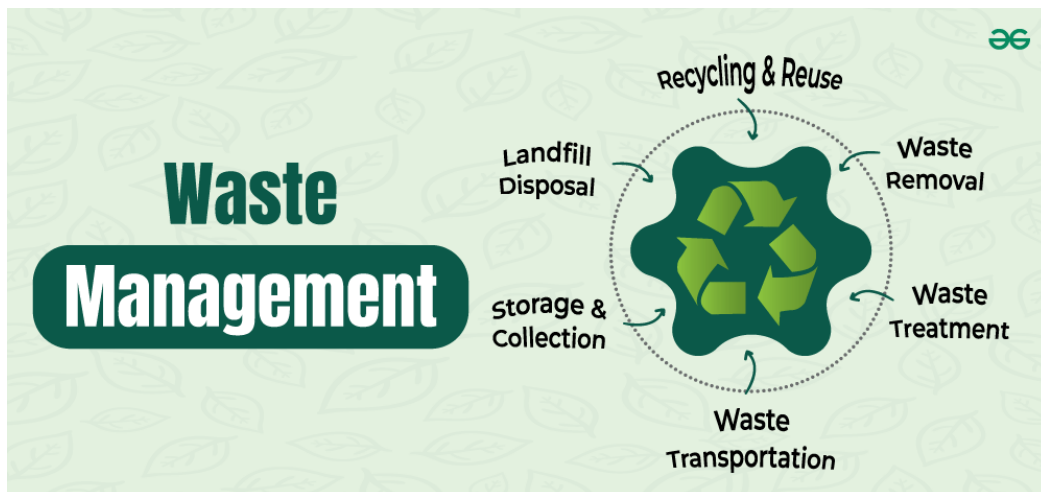 Waste
Management
Recycling & Reuse
Waste
Removal
Waste
Treatment
Waste
Transportation
Storage &
Collection
Landfill
Disposal